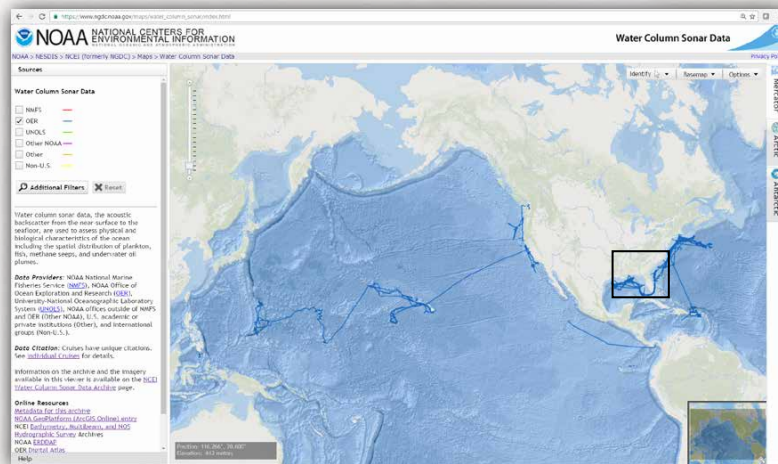 https://www.ngdc.noaa.gov/maps/water_column_sonar/index.html
NOAA NATIONAL CENTERS FOR
ENVIRONMENTAL INFORMATION
NATIONAL OCEANIC AND ATMOSPHERIC ADMINISTRATION
Water Column Sonar Data
NOAA > NESDIS > NCEI (formerly NGDC) > Maps > Water Column Sonar Data
Privacy Po
Sources
Water Column Sonar Data
NMFS
OER
UNOLS
Other NOAA
Other
Non-U.S.
Additional Filters
Reset
Water column sonar data, the acoustic
backscatter from the near-surface to the
seafloor, are used to assess physical and
biological characteristics of the ocean
including the spatial distribution of plankton,
fish, methane seeps, and underwater oil
plumes.
Data Providers: NOAA National Marine
Fisheries Service (NMFS), NOAA Office of
Ocean Exploration and Research (OER),
University-National Oceanographic Laboratory
System (UNOLS), NOAA offices outside of NMFS
and OER (Other NOAA), U.S. academic or
private institutions (Other), and international
groups (Non-U.S.).
Data Citation: Cruises have unique citations.
See Individual Cruises for details.
Information on the archive and the imagery
available in this viewer is available on the NCEI
Water Column Sonar Data Archive page.
Online Resources
Metadata for this archive
NOAA GeoPlatform (ArcGIS Online) entry
NCEI Bathymetry, Multibeam, and NOS
Hydrographic Survey Archives
NOAA ERDDAP
OER Digital Atlas
Help
Identify
Basemap
Options
Mercator
Arctic
Antarctic